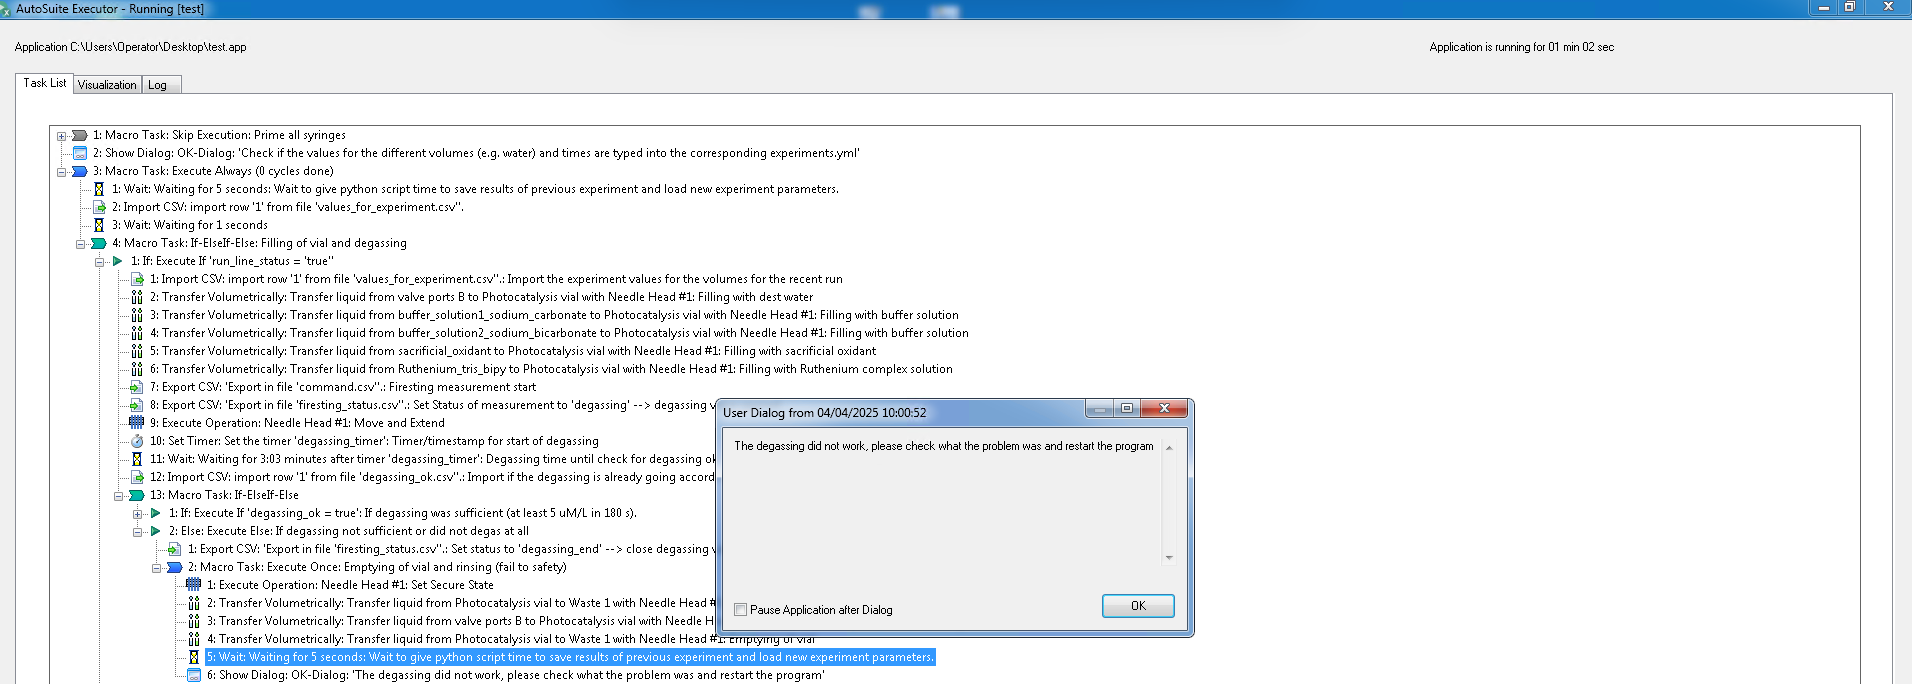 AutoSuite Executor - Running [test]
Application C:\Users\Operator\Desktop\test.app
Application is running for 01 min 02 sec
Task List
Visualization
Log
1: Macro Task: Skip Execution: Prime all syringes
2: Show Dialog: OK-Dialog: 'Check if the values for the different volumes (e.g. water) and times are typed into the corresponding experiments.yml'
3: Macro Task: Execute Always (0 cycles done)
1: Wait: Waiting for 5 seconds: Wait to give python script time to save results of previous experiment and load new experiment parameters.
2: Import CSV: import row '1' from file 'values_for_experiment.csv''.
3: Wait: Waiting for 1 seconds
4: Macro Task: If-ElseIf-Else: Filling of vial and degassing
1: If: Execute If 'run_line_status = 'true''
1: Import CSV: import row '1' from file 'values_for_experiment.csv''.: Import the experiment values for the volumes for the recent run
2: Transfer Volumetrically: Transfer liquid from valve ports B to Photocatalysis vial with Needle Head #1: Filling with dest water
3: Transfer Volumetrically: Transfer liquid from buffer_solution1_sodium_carbonate to Photocatalysis vial with Needle Head #1: Filling with buffer solution
4: Transfer Volumetrically: Transfer liquid from buffer_solution2_sodium_bicarbonate to Photocatalysis vial with Needle Head #1: Filling with buffer solution
5: Transfer Volumetrically: Transfer liquid from sacrificial_oxidant to Photocatalysis vial with Needle Head #1: Filling with sacrificial oxidant
6: Transfer Volumetrically: Transfer liquid from Ruthenium_tris_bipy to Photocatalysis vial with Needle Head #1: Filling with Ruthenium complex solution
7: Export CSV: 'Export in file 'command.csv''.: Firesting measurement start
8: Export CSV: 'Export in file 'firesting_status.csv''.: Set Status of measurement to 'degassing' --> degassing v
9: Execute Operation: Needle Head #1: Move and Extend
10: Set Timer: Set the timer 'degassing_timer': Timer/timestamp for start of degassing
11: Wait: Waiting for 3:03 minutes after timer 'degassing_timer': Degassing time until check for degassing ok
12: Import CSV: import row '1' from file 'degassing_ok.csv''.: Import if the degassing is already going accord
13: Macro Task: If-ElseIf-Else
1: If: Execute If 'degassing_ok = true': If degassing was sufficient (at least 5 uM/L in 180 s).
2: Else: Execute Else: If degassing not sufficient or did not degas at all
1: Export CSV: 'Export in file 'firesting_status.csv''.: Set status to 'degassing_end' --> close degassing v
2: Macro Task: Execute Once: Emptying of vial and rinsing (fail to safety)
1: Execute Operation: Needle Head #1: Set Secure State
2: Transfer Volumetrically: Transfer liquid from Photocatalysis vial to Waste 1 with Needle Head #
3: Transfer Volumetrically: Transfer liquid from valve ports B to Photocatalysis vial with Needle H
4: Transfer Volumetrically: Transfer liquid from Photocatalysis vial to Waste 1 with Needle Head #1: Emptying of vial
5: Wait: Waiting for 5 seconds: Wait to give python script time to save results of previous experiment and load new experiment parameters.
6: Show Dialog: OK-Dialog: 'The degassing did not work, please check what the problem was and restart the program'
User Dialog from 04/04/2025 10:00:52
The degassing did not work, please check what the problem was and restart the program
Pause Application after Dialog
OK